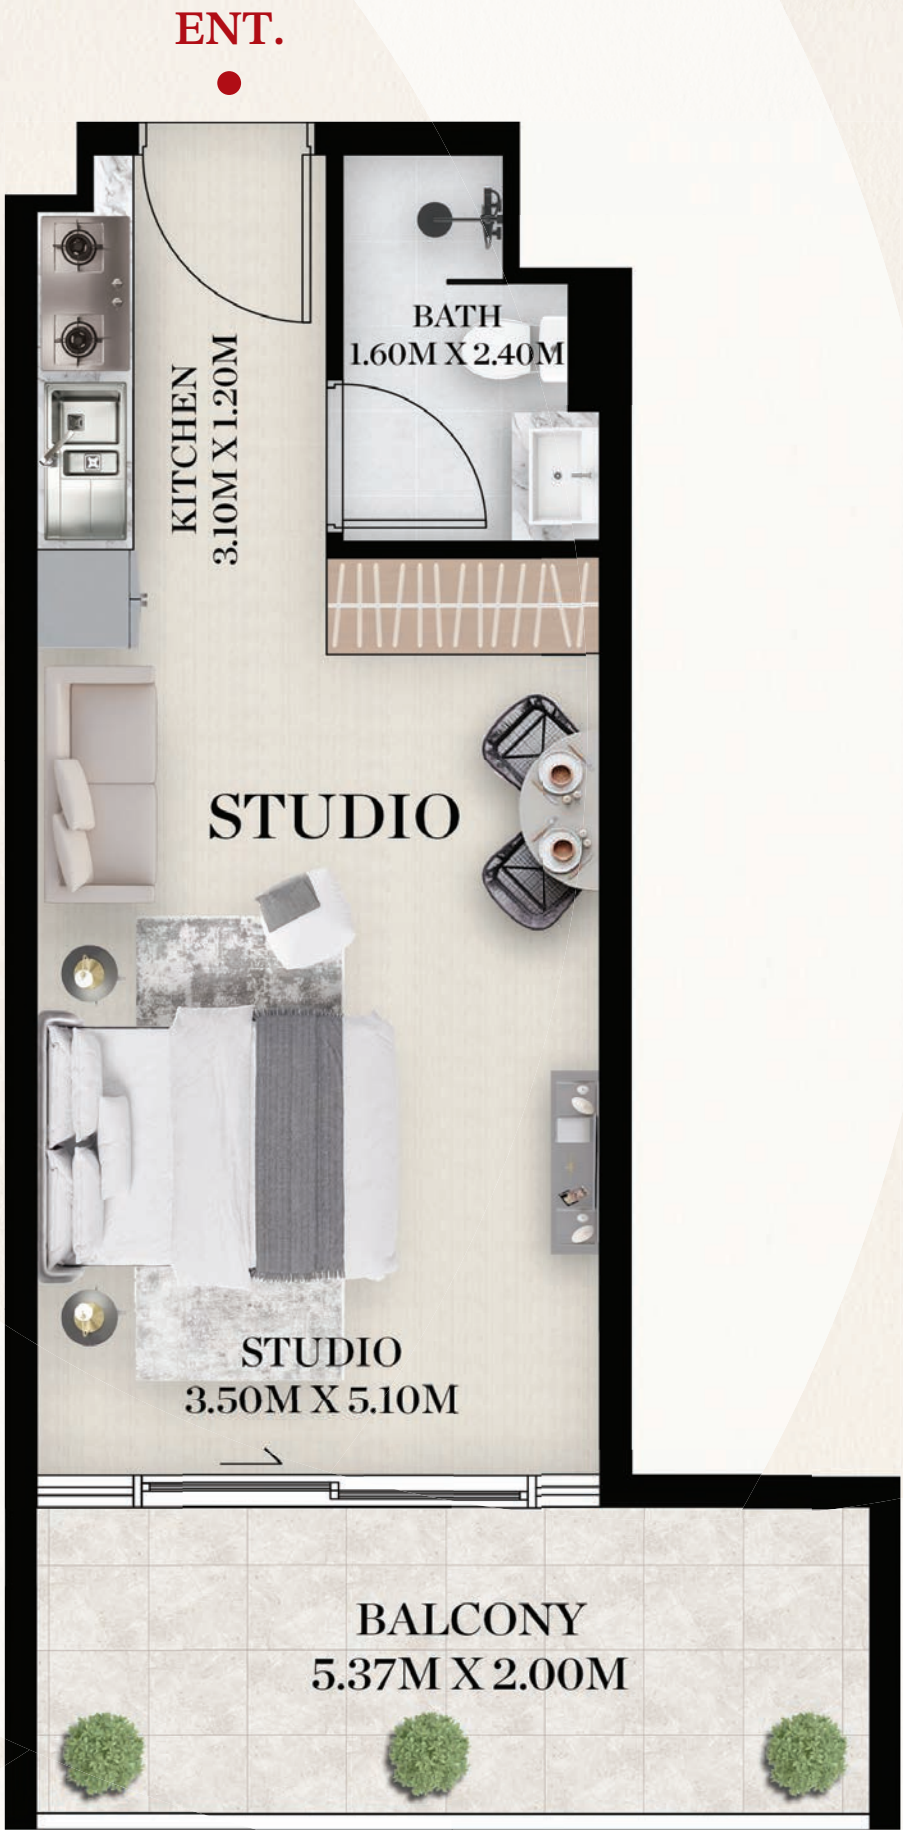 ENT.
BATH
1.60M X 2.40M
KITCHEN
3.10M X 1.20M
STUDIO
STUDIO
3.50M X 5.10M
BALCONY
5.37M X 2.00M